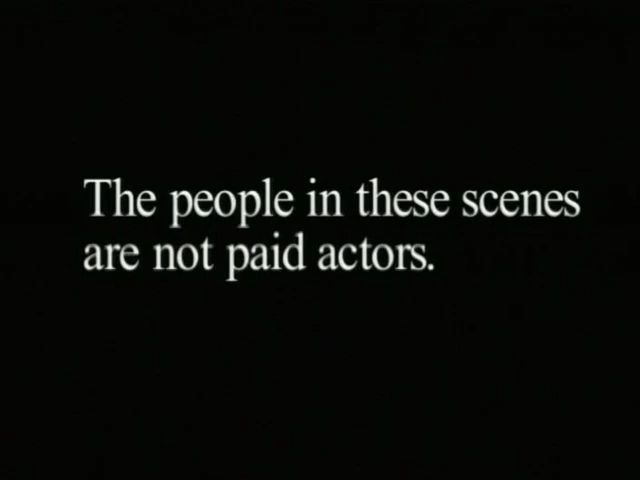 The people in these scenes
are not paid actors.